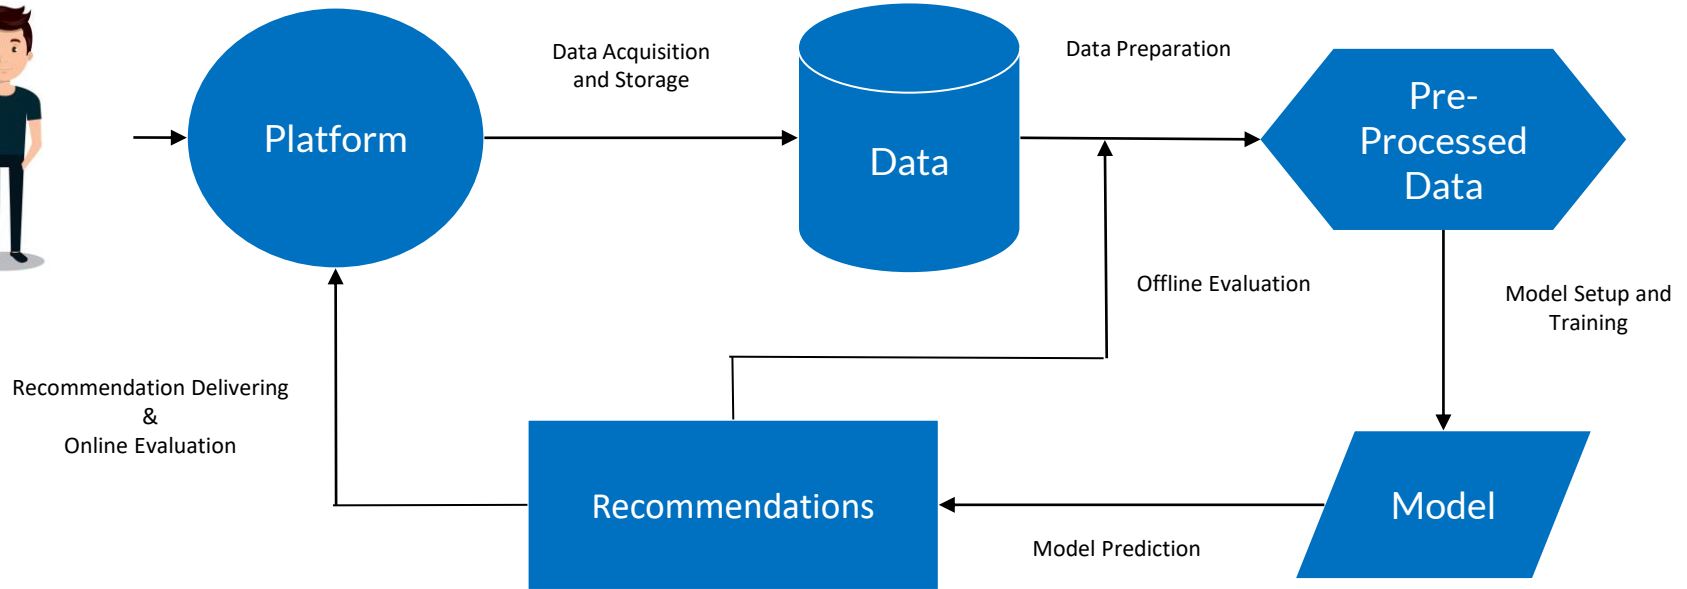 Data Acquisition
and Storage
Data Preparation
Platform
Data
Pre-
Processed
Data
Offline Evaluation
Model Setup and
Training
Recommendation Delivering
&
Online Evaluation
Recommendations
Model Prediction
Model